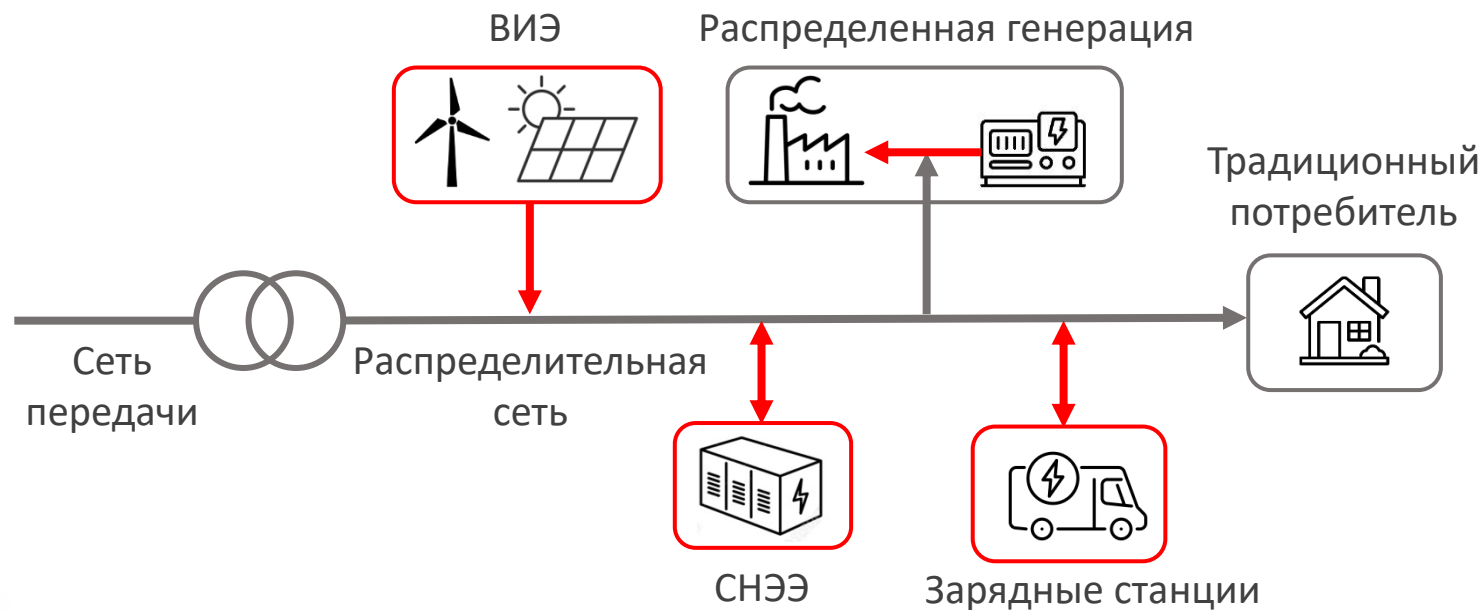 ВИЭ
Распределенная генерация
Традиционный
потребитель
Сеть
передачи
Распределительная
сеть
СНЭЭ
Зарядные станции